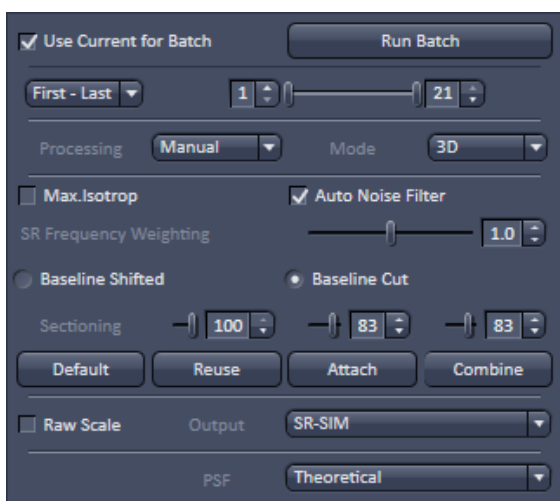 Use Current for Batch Run Batch
First - Last 1 21
Processing Manual Mode 3D
Max.Isotrop Auto Noise Filter
SR Frequency Weighting 1.0
Baseline Shifted Baseline Cut
Sectioning 100 83 83
Default Reuse Attach Combine
Raw Scale Output SR-SIM
PSF Theoretical